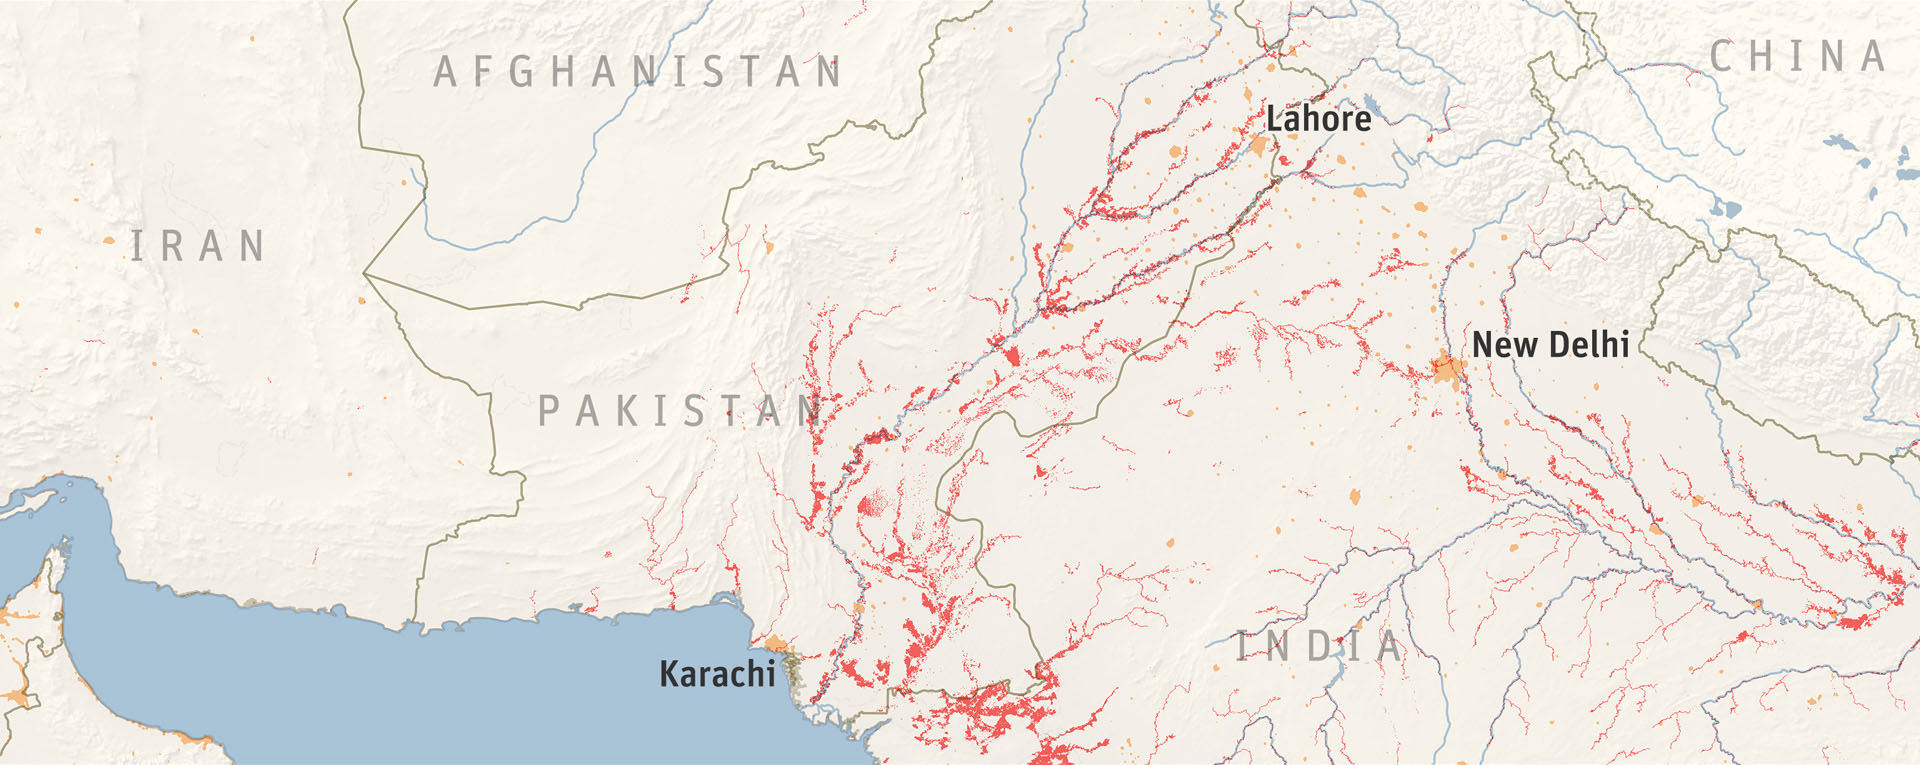 AFGHANISTAN
CHINA
Lahore
IRAN
New Delhi
PAKISTAN
INDIA
Karachi